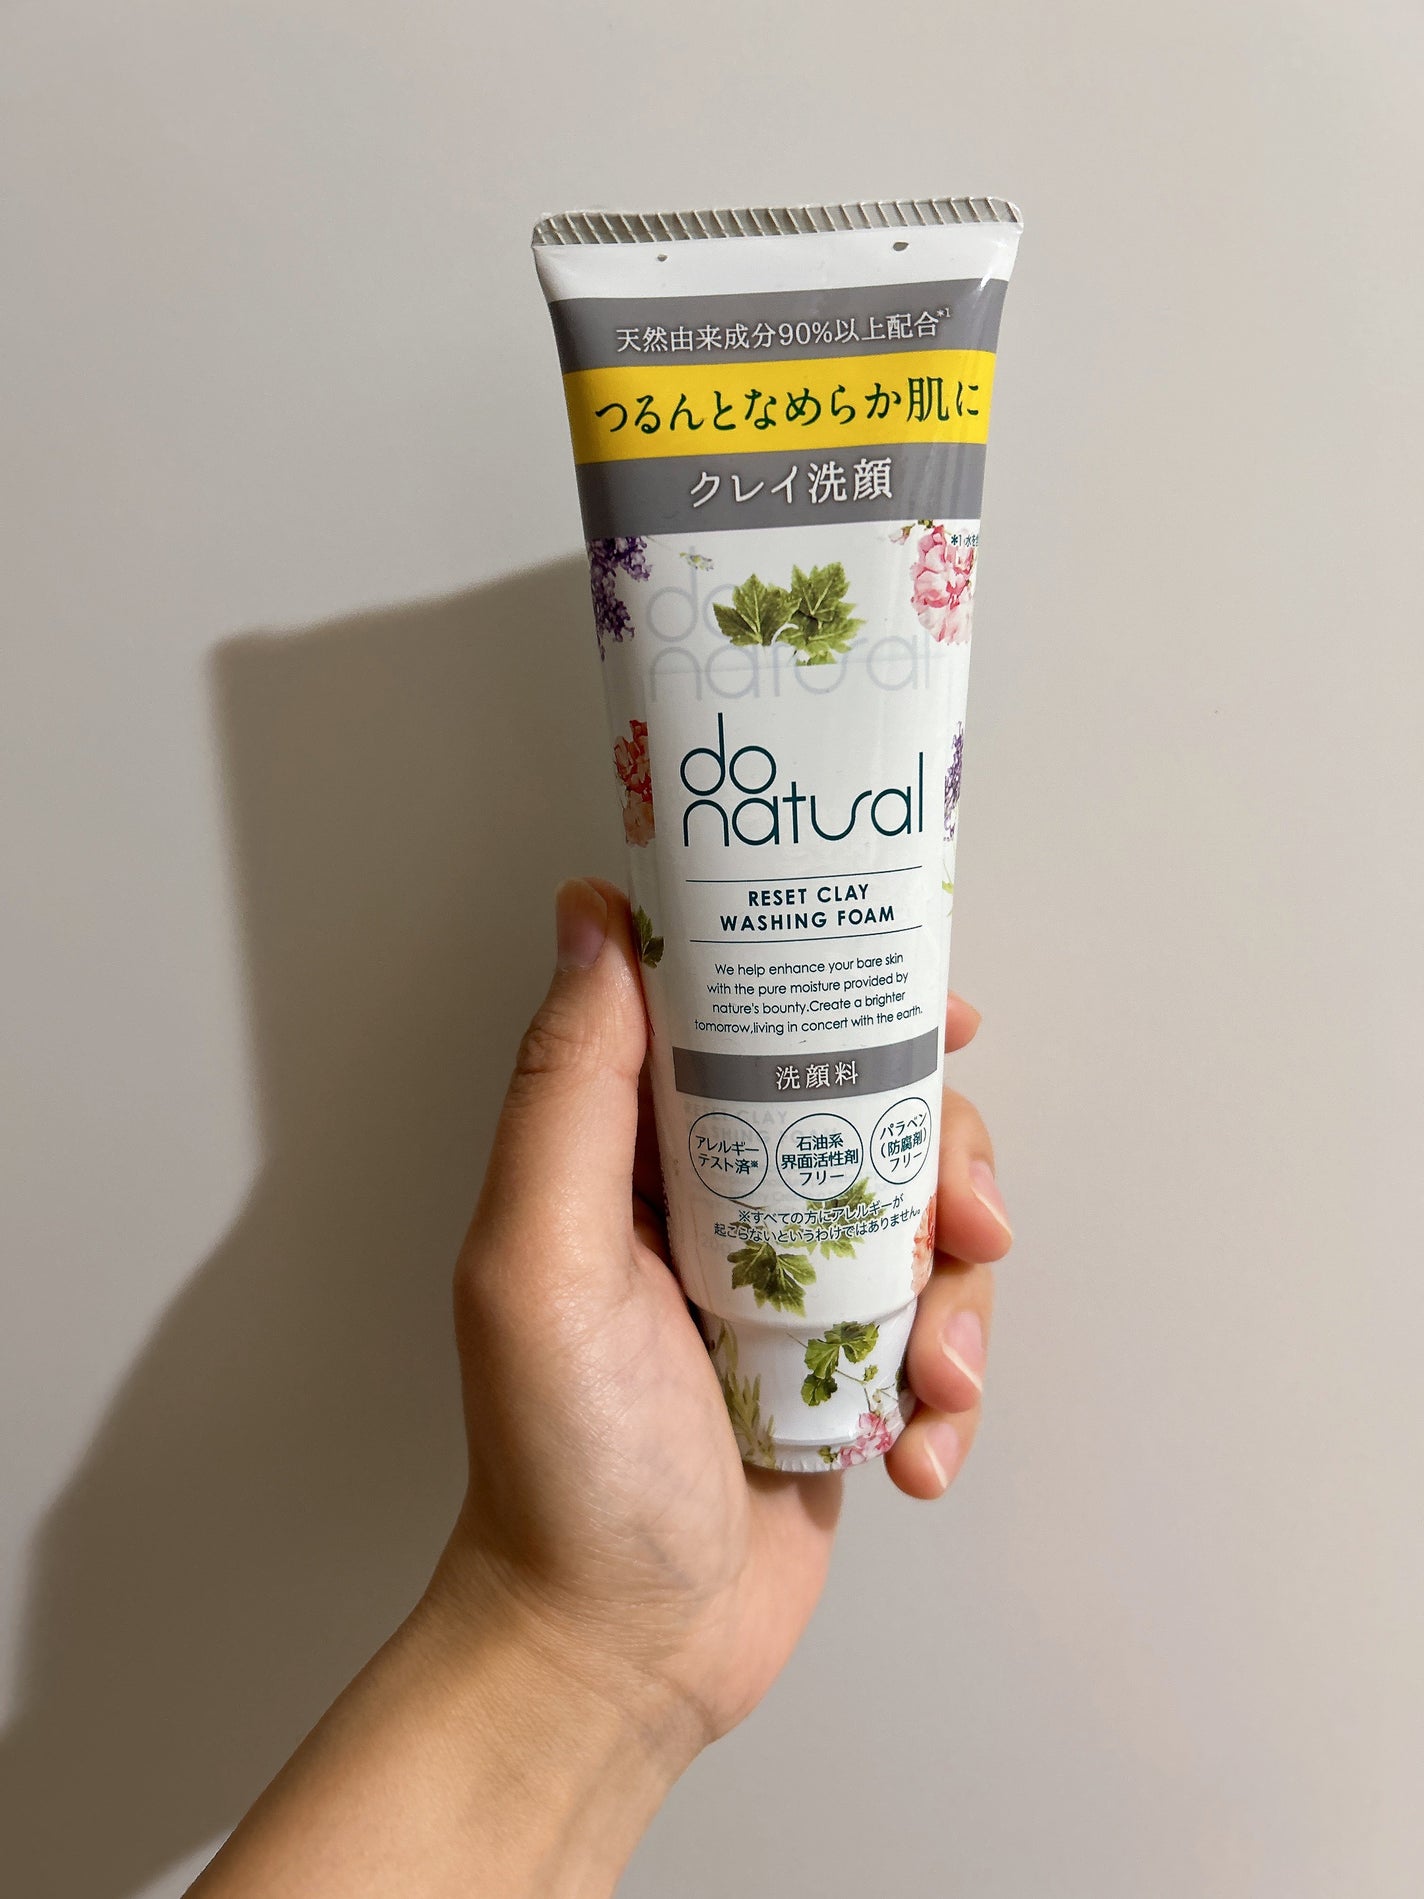 天然由来成分90%以上配合*1
つるんとなめらか肌に
クレイ洗顔
*1 水を
do
natural
do
natural
RESET CLAY
WASHING FOAM
We help enhance your bare skin
with the pure moisture provided by
nature's bounty.Create a brighter
tomorrow,living in concert with the earth.
洗顔料
アレルギー
テスト済※
石油系
界面活性剤
フリー
パラベン
(防腐剤)
フリー
※すべての方にアレルギーが
起こらないというわけではありません。